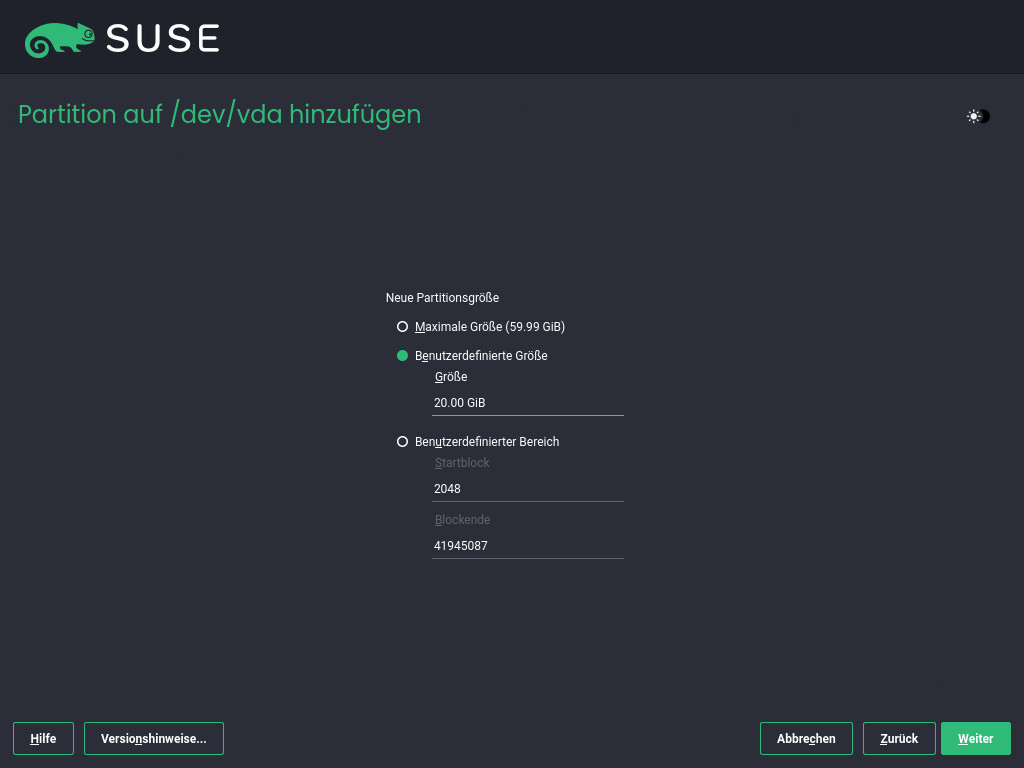 SUSE
Partition auf /dev/vda hinzufügen
Neue Partitionsgröße
Maximale Größe (59.99 GiB)
Benutzerdefinierte Größe
Größe
20.00 GiB
Benutzerdefinierter Bereich
Startblock
2048
Blockende
41945087
Hilfe Versionshinweise... Abbrechen Zurück Weiter